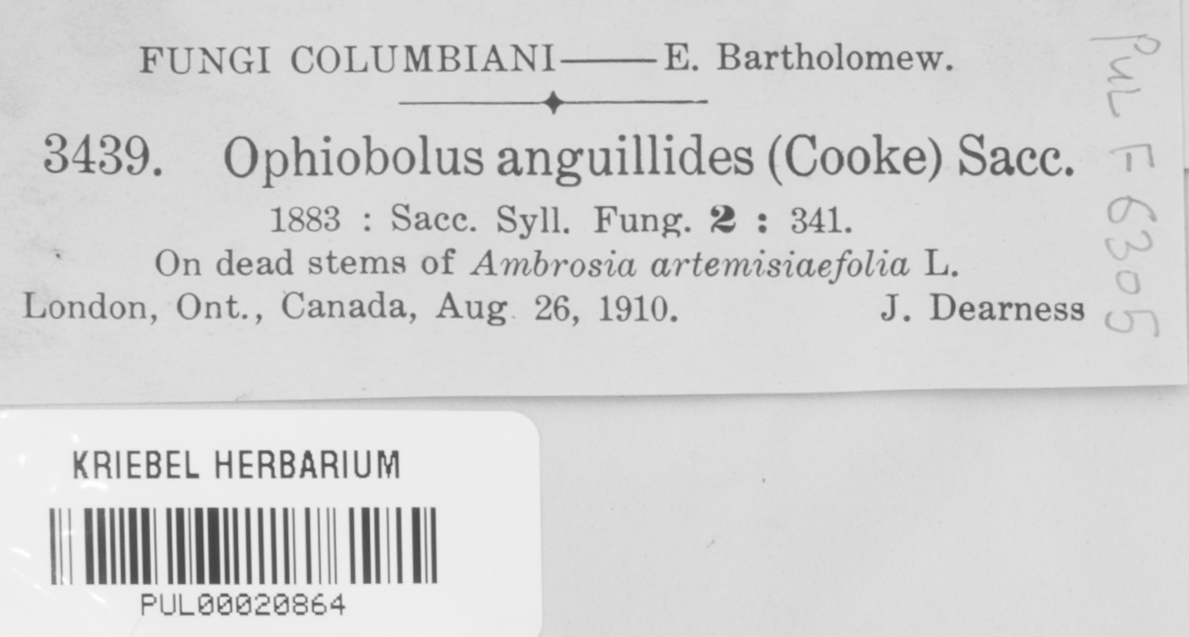 FUNGI COLUMBIANI——E. Bartholomew.
3439. Ophiobolus anguillides (Cooke) Sacc.
1883 : Sacc. Syll. Fung. 2 : 341.
On dead stems of Ambrosia artemisiaefolia L.
London, Ont., Canada, Aug. 26, 1910. J. Dearness
PUL F6305
KRIEBEL HERBARIUM
PUL00020864